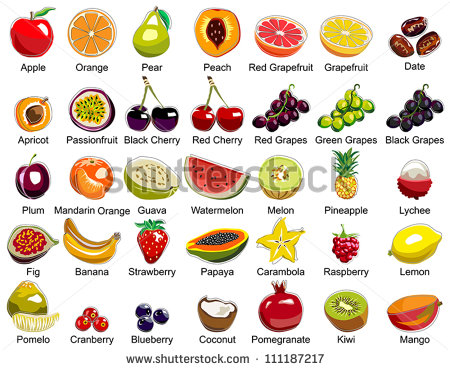 Apple Orange Pear Peach Red Grapefruit Grapefruit Date
Apricot Passionfruit Black Cherry Red Cherry Red Grapes Green Grapes Black Grapes
shutterstock
Plum Mandarin Orange Guava Watermelon Melon Pineapple Lychee
Fig Banana Strawberry Papaya Carambola Raspberry Lemon
Pomelo Cranberry Blueberry Coconut Pomegranate Kiwi Mango
www.shutterstock.com · 111187217